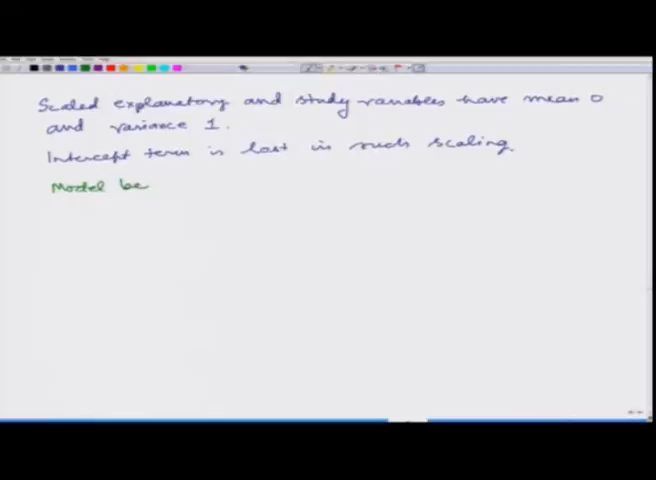 Scaled explanatory and study variables have mean 0
and variance 1.
Intercept term is lost in such scaling.
Model be